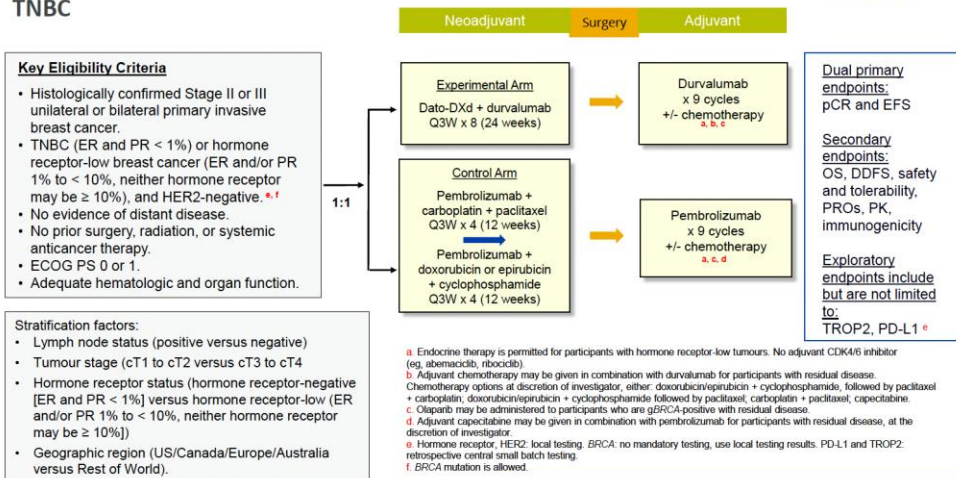 TNBC
Neoadjuvant
Surgery
Adjuvant
Key Eligibility Criteria
• Histologically confirmed Stage II or III
unilateral or bilateral primary invasive
breast cancer.
• TNBC (ER and PR < 1%) or hormone
receptor-low breast cancer (ER and/or PR
1% to < 10%, neither hormone receptor
may be ≥ 10%), and HER2-negative. e, f
• No evidence of distant disease.
• No prior surgery, radiation, or systemic
anticancer therapy.
• ECOG PS 0 or 1.
• Adequate hematologic and organ function.
Stratification factors:
• Lymph node status (positive versus negative)
• Tumour stage (cT1 to cT2 versus cT3 to cT4
• Hormone receptor status (hormone receptor-negative
[ER and PR < 1%] versus hormone receptor-low (ER
and/or PR 1% to < 10%, neither hormone receptor
may be ≥ 10%])
• Geographic region (US/Canada/Europe/Australia
versus Rest of World).
1:1
Experimental Arm
Dato-DXd + durvalumab
Q3W x 8 (24 weeks)
Control Arm
Pembrolizumab +
carboplatin + paclitaxel
Q3W x 4 (12 weeks)
Pembrolizumab +
doxorubicin or epirubicin
+ cyclophosphamide
Q3W x 4 (12 weeks)
Durvalumab
x 9 cycles
+/- chemotherapy
a, b, c
Pembrolizumab
x 9 cycles
+/- chemotherapy
a, c, d
Dual primary
endpoints:
pCR and EFS
Secondary
endpoints:
OS, DDFS, safety
and tolerability,
PROs, PK,
immunogenicity
Exploratory
endpoints include
but are not limited
to:
TROP2, PD-L1 e
a. Endocrine therapy is permitted for participants with hormone receptor-low tumours. No adjuvant CDK4/6 inhibitor
(eg, abemaciclib, ribociclib).
b. Adjuvant chemotherapy may be given in combination with durvalumab for participants with residual disease.
Chemotherapy options at discretion of investigator, either: doxorubicin/epirubicin + cyclophosphamide, followed by paclitaxel
+ carboplatin; doxorubicin/epirubicin + cyclophosphamide followed by paclitaxel; carboplatin + paclitaxel; capecitabine.
c. Olaparib may be administered to participants who are gBRCA-positive with residual disease.
d. Adjuvant capecitabine may be given in combination with pembrolizumab for participants with residual disease, at the
discretion of investigator.
e. Hormone receptor, HER2: local testing. BRCA: no mandatory testing, use local testing results. PD-L1 and TROP2:
retrospective central small batch testing.
f. BRCA mutation is allowed.